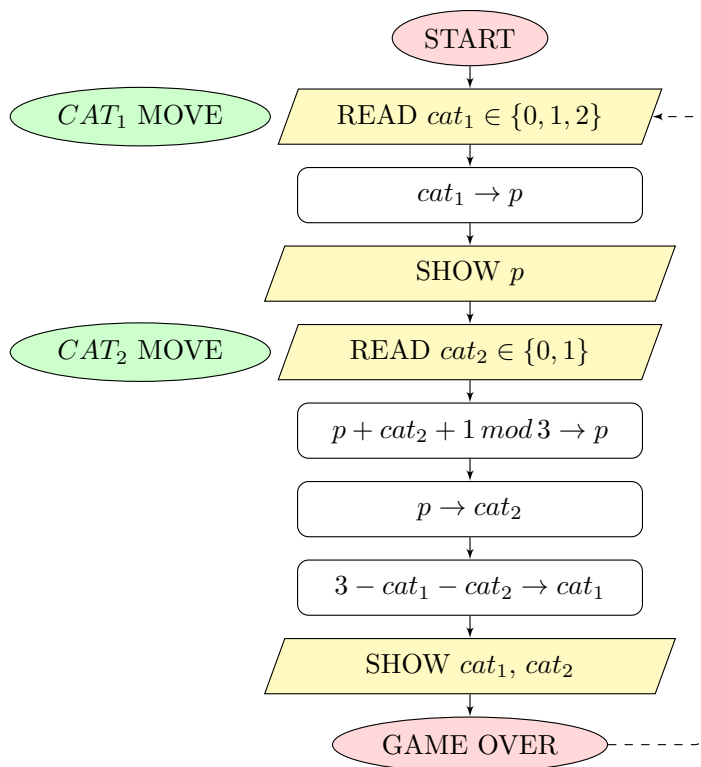 START
CAT₁ MOVE
READ cat₁ ∈ {0, 1, 2}
cat₁ → p
SHOW p
CAT₂ MOVE
READ cat₂ ∈ {0, 1}
p + cat₂ + 1 mod 3 → p
p → cat₂
3 − cat₁ − cat₂ → cat₁
SHOW cat₁, cat₂
GAME OVER